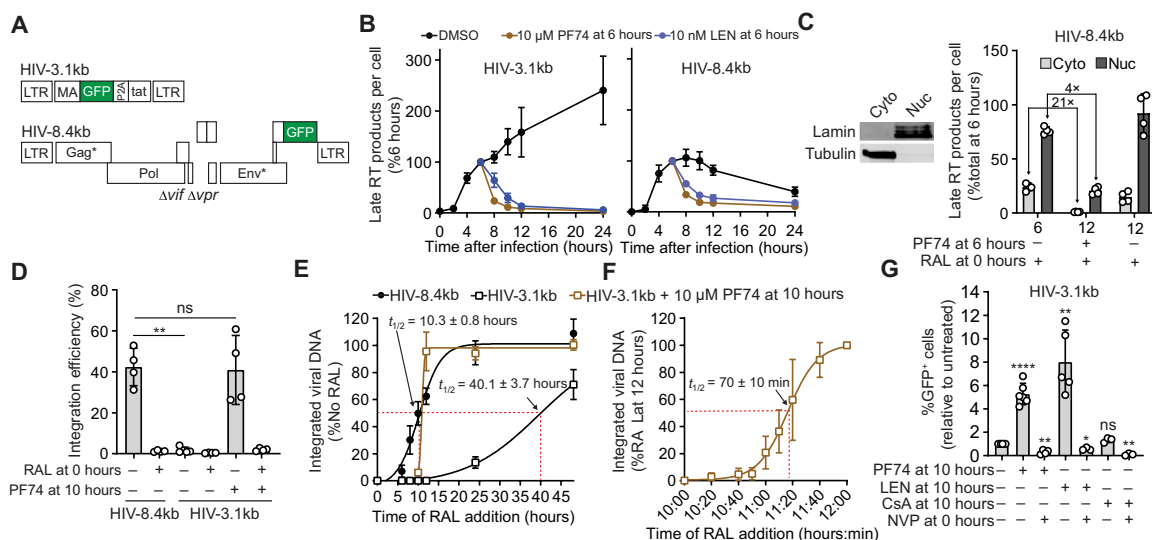 A
HIV-3.1kb
LTR MA GFP P2A tat LTR
HIV-8.4kb
GFP
LTR Gag* LTR
Pol Env*
Δvif Δvpr
B
DMSO 10 µM PF74 at 6 hours 10 nM LEN at 6 hours
HIV-3.1kb HIV-8.4kb
Late RT products per cell
(%6 hours)
300
200
100
0
0 4 8 12 16 20 24 0 4 8 12 16 20 24
Time after infection (hours) Time after infection (hours)
C
Cyto Nuc
Lamin
Tubulin
HIV-8.4kb
Cyto Nuc
4×
21×
Late RT products per cell
(%total at 6 hours)
150
100
50
0
6 12 12
PF74 at 6 hours – + –
RAL at 0 hours + + +
D
Integration efficiency (%)
80
60
40
20
0
ns
**
RAL at 0 hours – + – + – +
PF74 at 10 hours – – – – + +
HIV-8.4kb HIV-3.1kb
E
HIV-8.4kb HIV-3.1kb HIV-3.1kb + 10 µM PF74 at 10 hours
Integrated viral DNA
(%No RAL)
120
100
80
60
40
20
0
t1/2 = 10.3 ± 0.8 hours
t1/2 = 40.1 ± 3.7 hours
0 5 10 15 20 25 30 35 40 45
Time of RAL addition (hours)
F
Integrated viral DNA
(%RA Lat 12 hours)
120
100
80
60
40
20
0
t1/2 = 70 ± 10 min
10:00 10:20 10:40 11:00 11:20 11:40 12:00
Time of RAL addition (hours:min)
G
HIV-3.1kb
%GFP+ cells
(relative to untreated)
15
10
5
0
**** ** ** * ns **
PF74 at 10 hours – + + – – – –
LEN at 10 hours – – – + + – –
CsA at 10 hours – – – – – + +
NVP at 0 hours – – + – + – +